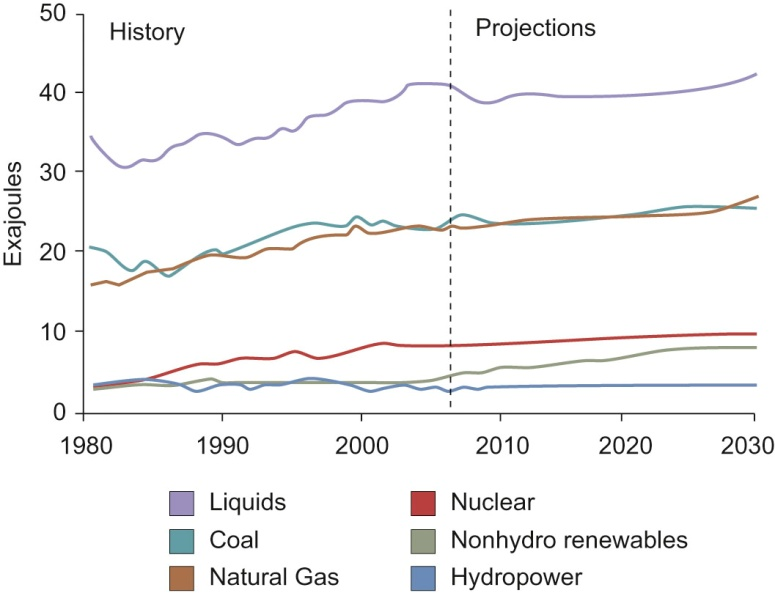 50
History
Projections
40
30
Exajoules
20
10
0
1980
1990
2000
2010
2020
2030
Liquids
Nuclear
Coal
Nonhydro renewables
Natural Gas
Hydropower